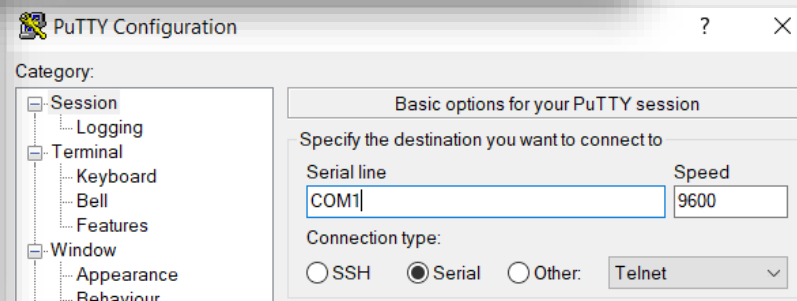 PuTTY Configuration
?
Category:
Session
Logging
Terminal
Keyboard
Bell
Features
Window
Appearance
Behaviour
Basic options for your PuTTY session
Specify the destination you want to connect to
Serial line Speed
COM1 9600
Connection type:
SSH Serial Other: Telnet